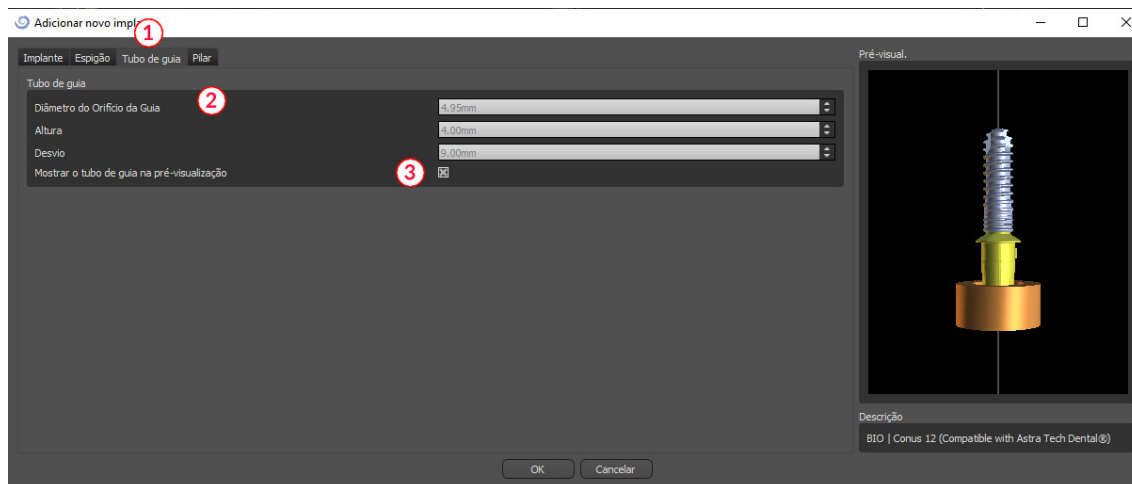 Adicionar novo impla
1
Implante Espigão Tubo de guia Pilar
Tubo de guia
Diâmetro do Orifício da Guia 2 4.95mm
Altura 4.00mm
Desvio 9.00mm
Mostrar o tubo de guia na pré-visualização 3
Pré-visual.
Descrição
BIO | Conus 12 (Compatible with Astra Tech Dental®)
OK Cancelar